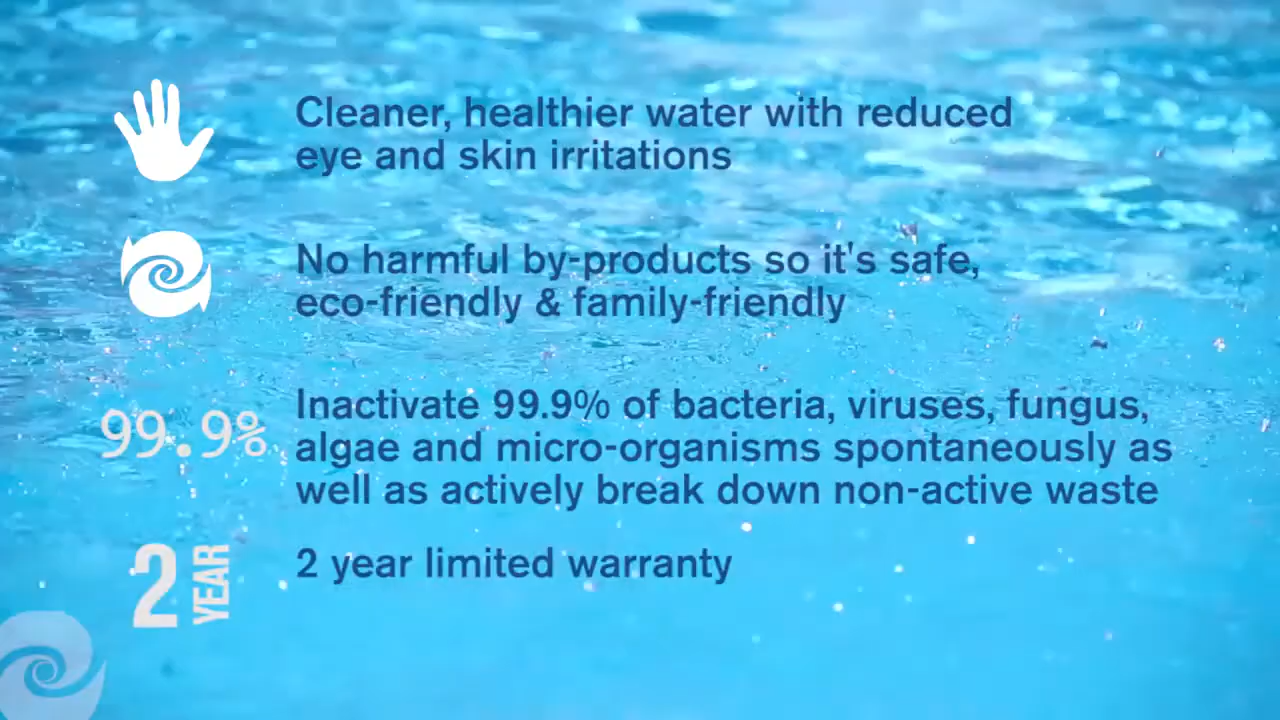 Cleaner, healthier water with reduced
eye and skin irritations
No harmful by-products so it's safe,
eco-friendly & family-friendly
99.9%
Inactivate 99.9% of bacteria, viruses, fungus,
algae and micro-organisms spontaneously as
well as actively break down non-active waste
2 YEAR
2 year limited warranty